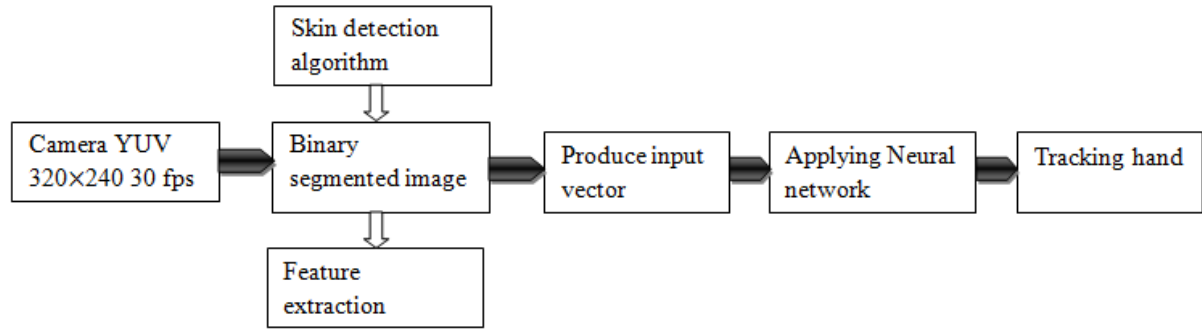 Skin detection
algorithm
Camera YUV
320×240 30 fps
Binary
segmented image
Produce input
vector
Applying Neural
network
Tracking hand
Feature
extraction